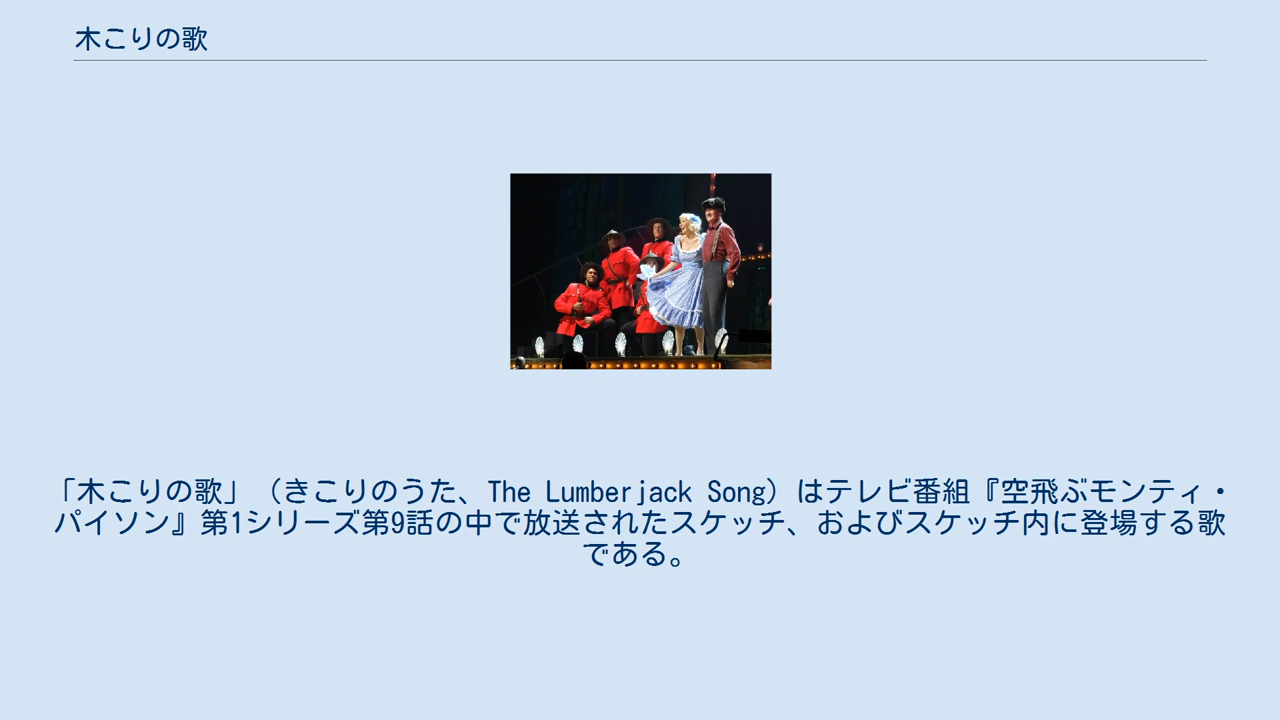 木こりの歌
「木こりの歌」（きこりのうた、The Lumberjack Song）はテレビ番組『空飛ぶモンティ・
パイソン』第1シリーズ第9話の中で放送されたスケッチ、およびスケッチ内に登場する歌
である。